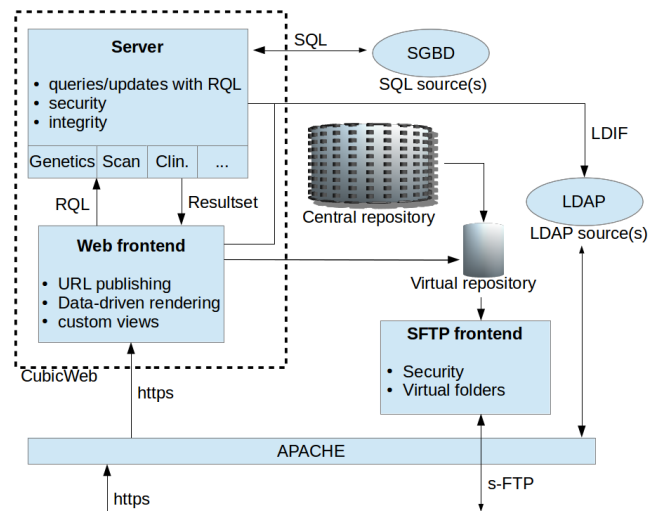 Server
• queries/updates with RQL
• security
• integrity
Genetics Scan Clin. ...
SQL
SGBD
SQL source(s)
LDIF
LDAP
LDAP source(s)
Central repository
RQL
Resultset
Web frontend
• URL publishing
• Data-driven rendering
• custom views
Virtual repository
SFTP frontend
• Security
• Virtual folders
CubicWeb
https
APACHE
https
s-FTP